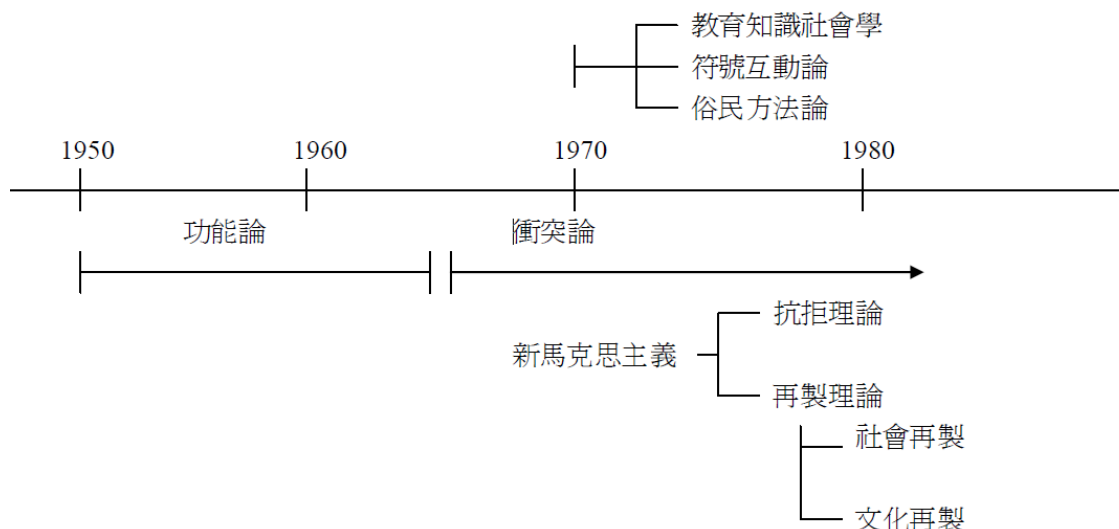 教育知識社會學
符號互動論
俗民方法論
1950 1960 1970 1980
功能論 衝突論
抗拒理論
新馬克思主義
再製理論
社會再製
文化再製